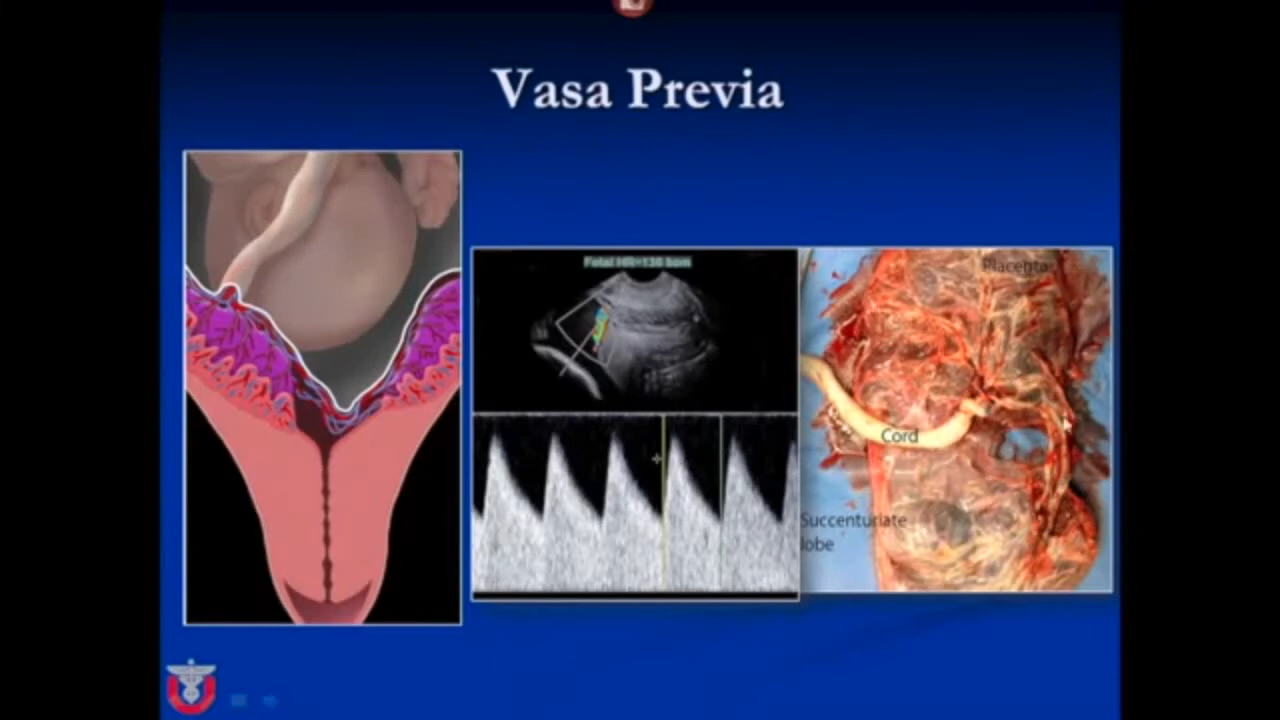 Vasa Previa
Fetal HR=136 bpm
Placenta
Cord
Succenturiate
lobe